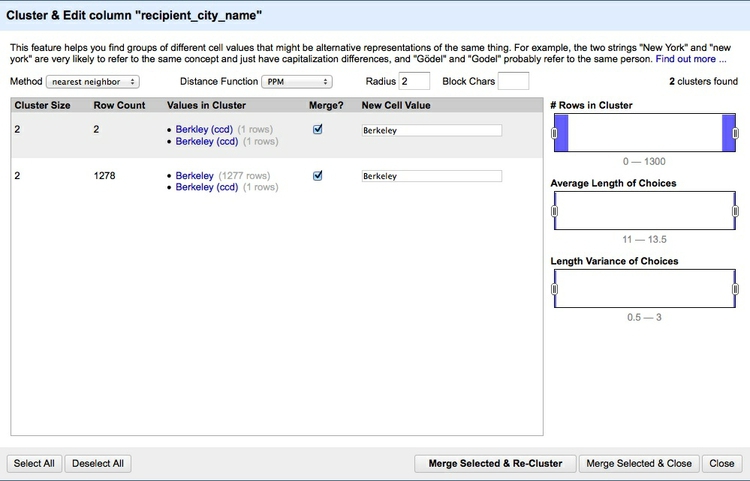 Cluster & Edit column "recipient_city_name"
This feature helps you find groups of different cell values that might be alternative representations of the same thing. For example, the two strings "New York" and "new
york" are very likely to refer to the same concept and just have capitalization differences, and "Gödel" and "Godel" probably refer to the same person. Find out more ...
Method nearest neighbor Distance Function PPM Radius 2 Block Chars 2 clusters found
Cluster Size Row Count Values in Cluster Merge? New Cell Value
2 2 • Berkley (ccd) (1 rows) Berkeley
• Berkeley (ccd) (1 rows)
2 1278 • Berkeley (1277 rows) Berkeley
• Berkeley (ccd) (1 rows)
# Rows in Cluster
0 — 1300
Average Length of Choices
11 — 13.5
Length Variance of Choices
0.5 — 3
Select All Deselect All Merge Selected & Re-Cluster Merge Selected & Close Close